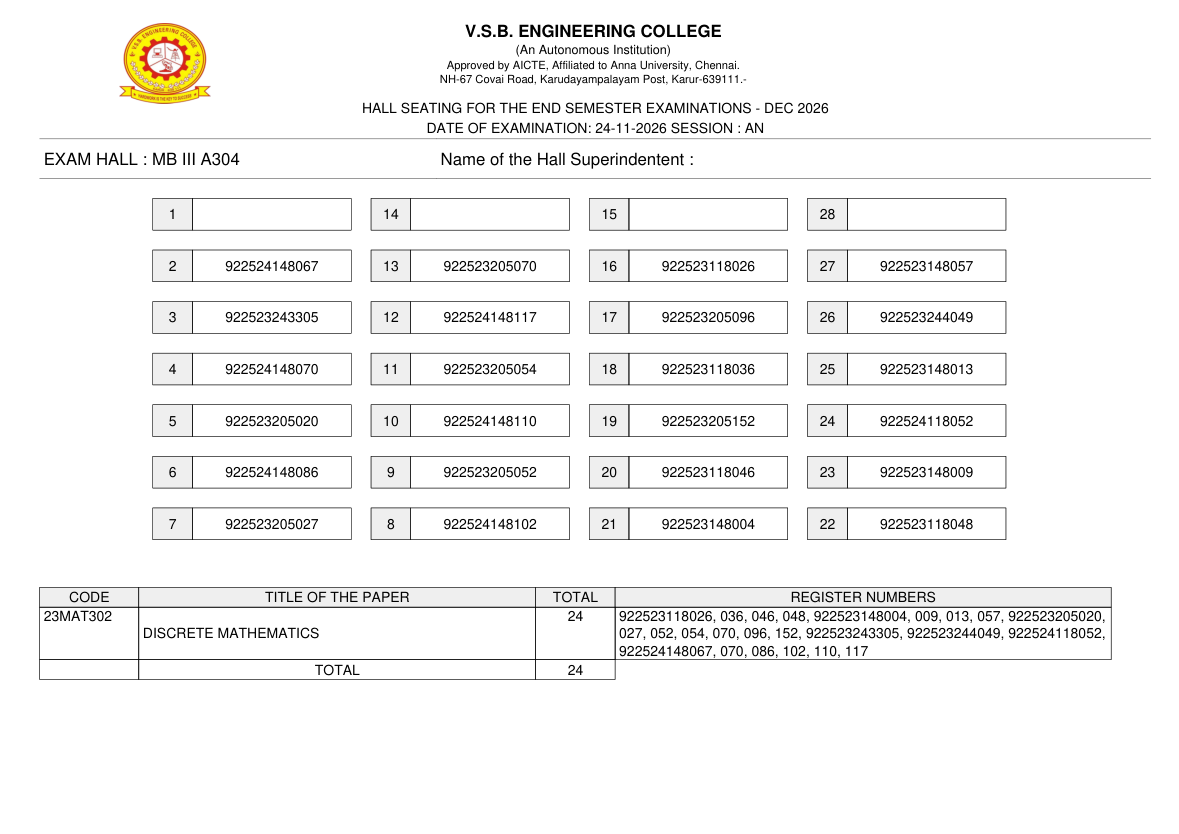 V.S.B. ENGINEERING COLLEGE
(An Autonomous Institution)
Approved by AICTE, Affiliated to Anna University, Chennai.
NH-67 Covai Road, Karudayampalayam Post, Karur-639111.-
HALL SEATING FOR THE END SEMESTER EXAMINATIONS - DEC 2026
DATE OF EXAMINATION: 24-11-2026 SESSION : AN
EXAM HALL : MB III A304 Name of the Hall Superintendent :
1 14 15 28
2 922524148067 13 922523205070 16 922523118026 27 922523148057
3 922523243305 12 922524148117 17 922523205096 26 922523244049
4 922524148070 11 922523205054 18 922523118036 25 922523148013
5 922523205020 10 922524148110 19 922523205152 24 922524118052
6 922524148086 9 922523205052 20 922523118046 23 922523148009
7 922523205027 8 922524148102 21 922523148004 22 922523118048
CODE TITLE OF THE PAPER TOTAL REGISTER NUMBERS
23MAT302 DISCRETE MATHEMATICS 24 922523118026, 036, 046, 048, 922523148004, 009, 013, 057, 922523205020,
027, 052, 054, 070, 096, 152, 922523243305, 922523244049, 922524118052,
922524148067, 070, 086, 102, 110, 117
TOTAL 24